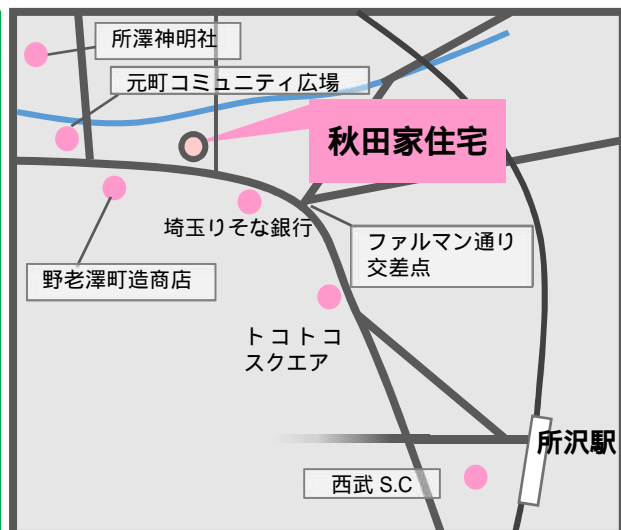 所澤神明社
元町コミュニティ広場
秋田家住宅
埼玉りそな銀行
ファルマン通り
交差点
野老澤町造商店
トコトコ
スクエア
所沢駅
西武 S.C